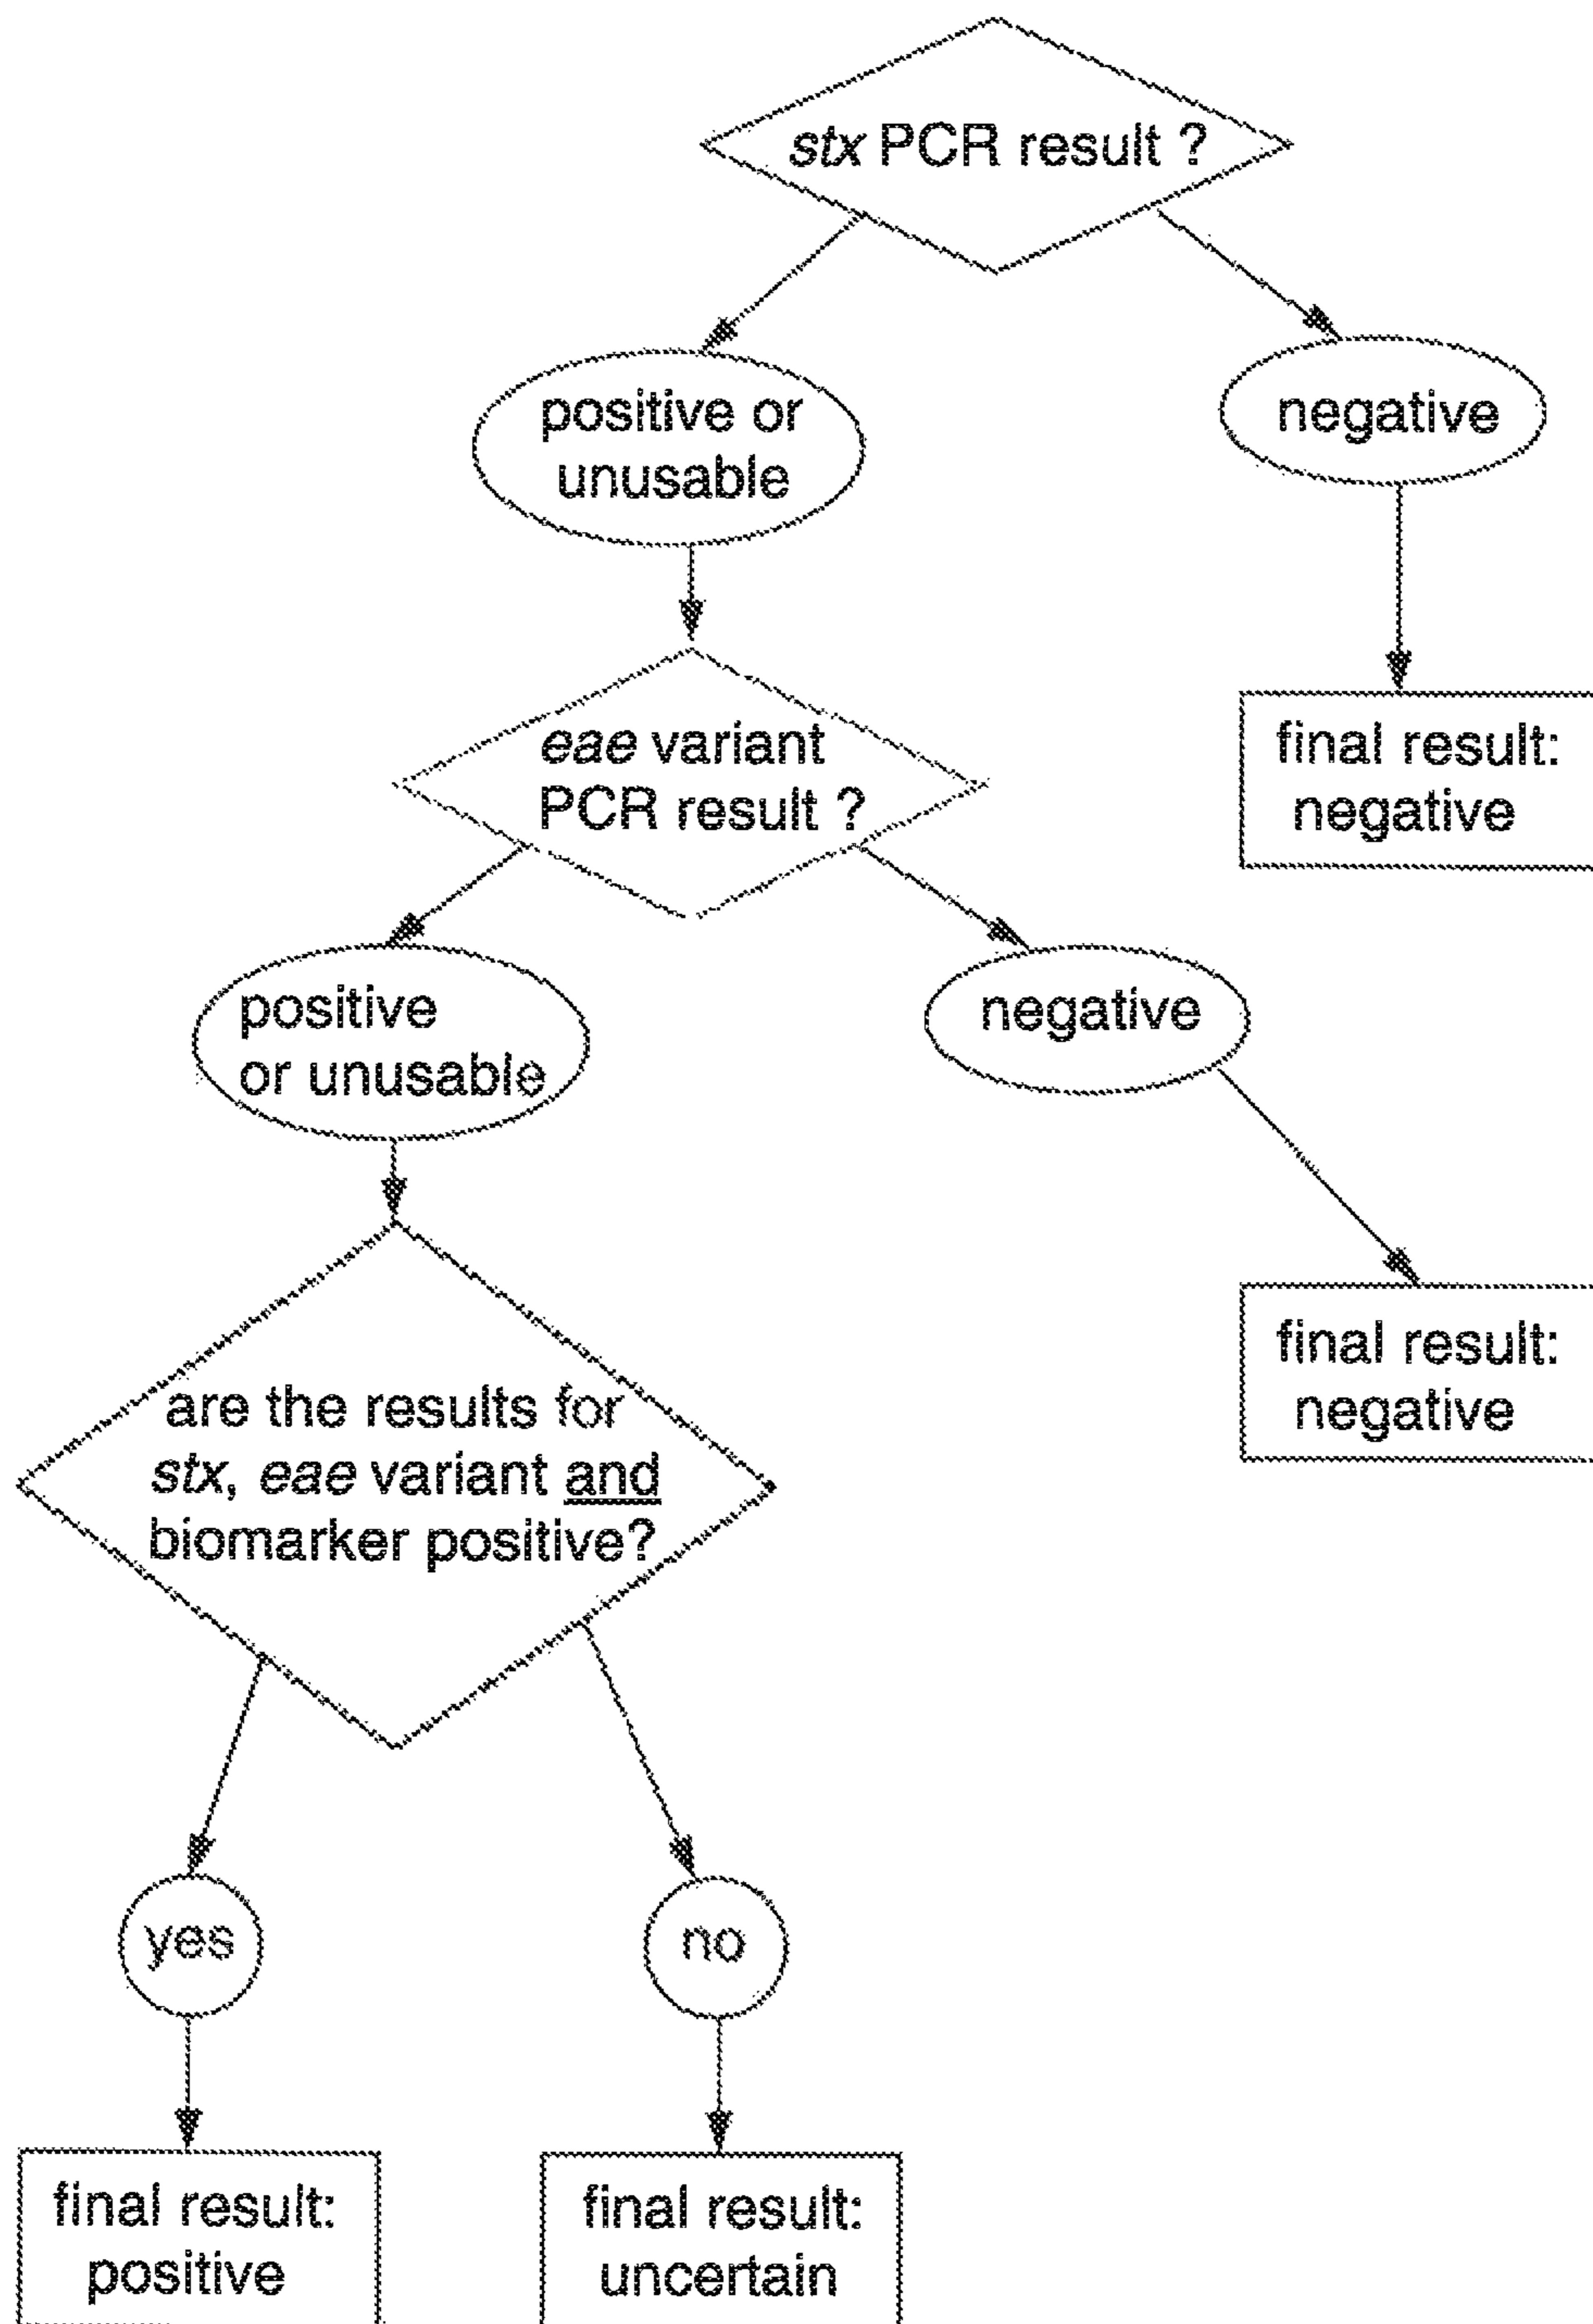 stx PCR result ?
positive or
unusable
negative
eae variant
PCR result ?
final result:
negative
positive
or unusable
negative
final result:
negative
are the results for
stx, eae variant and
biomarker positive?
yes
no
final result:
positive
final result:
uncertain